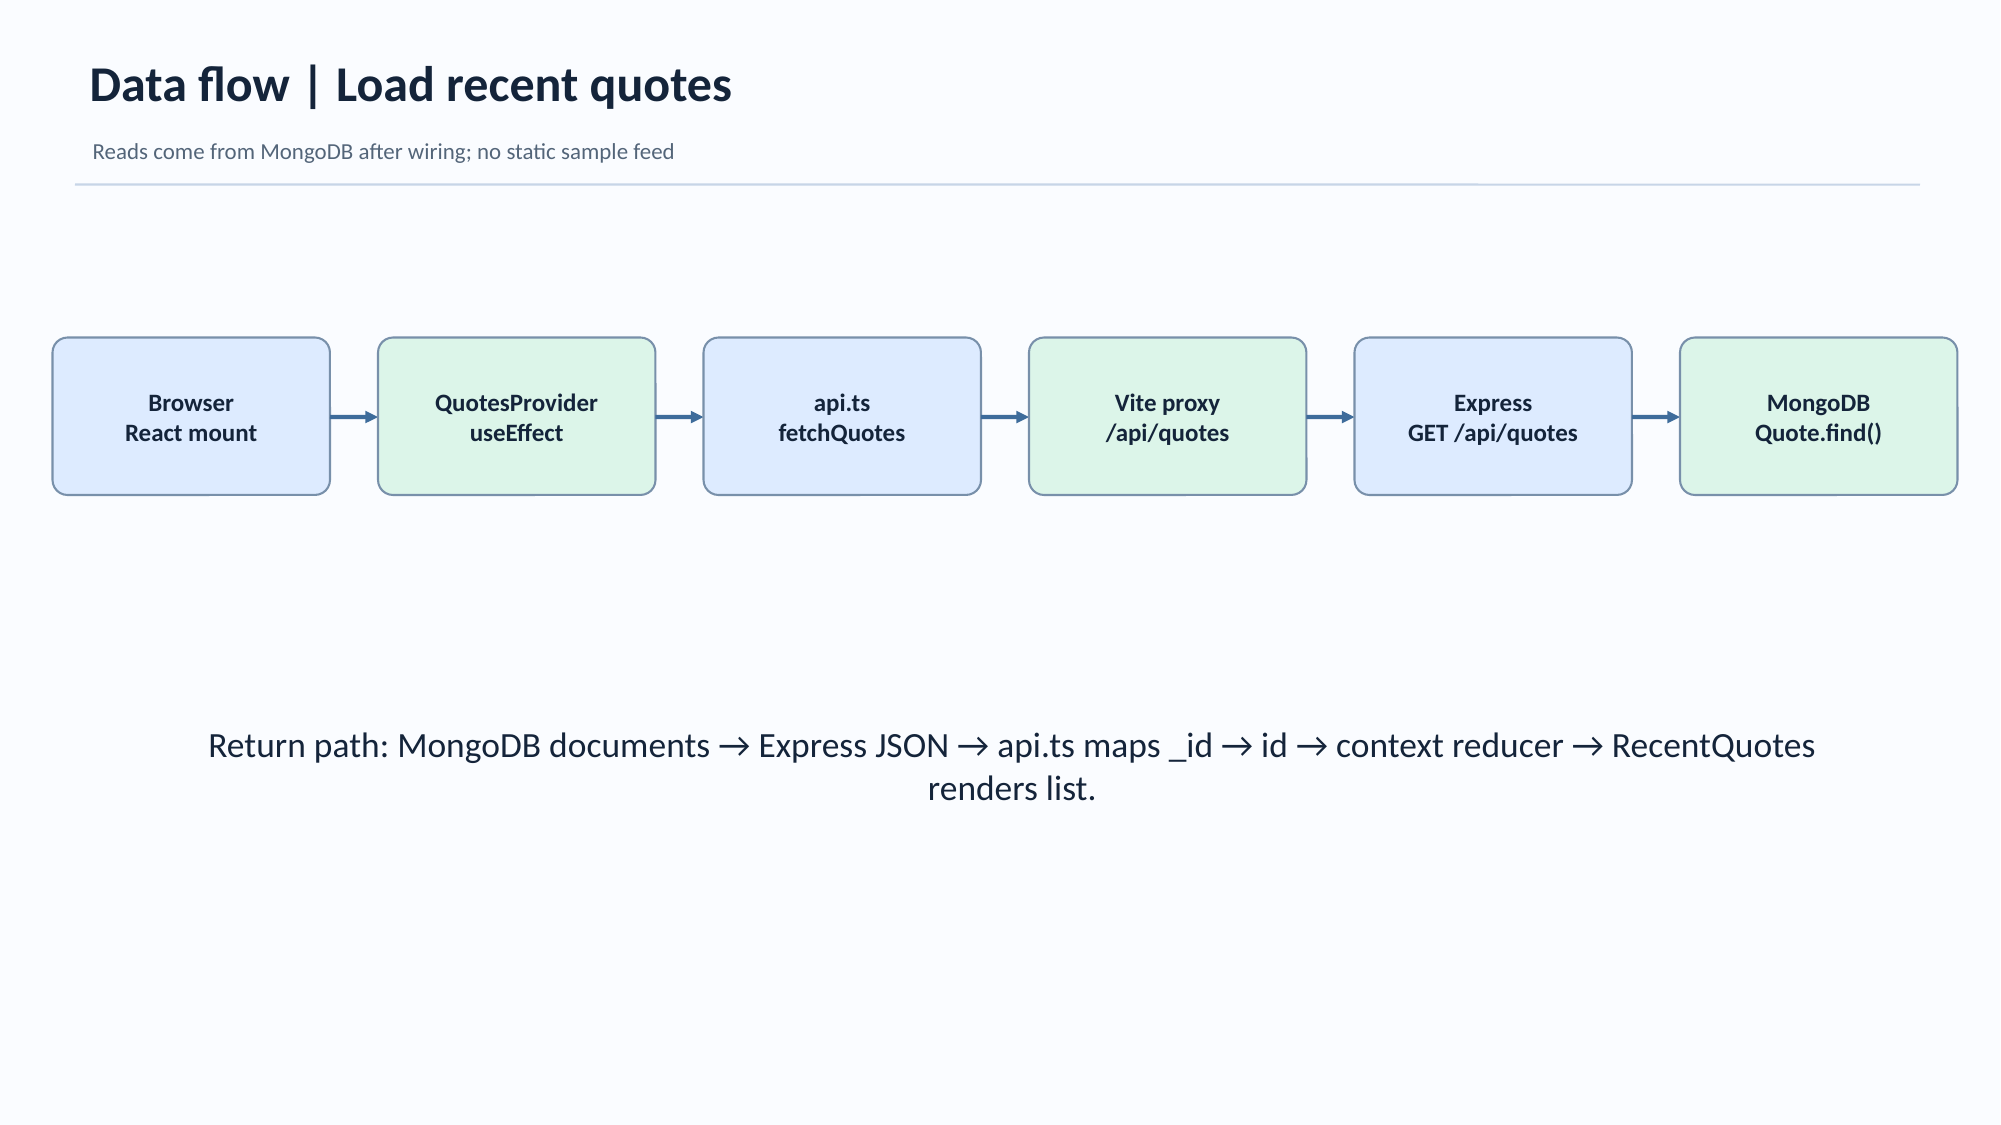 Data flow | Load recent quotes
Reads come from MongoDB after wiring; no static sample feed
Browser
React mount
QuotesProvider
useEffect
api.ts
fetchQuotes
Vite proxy
/api/quotes
Express
GET /api/quotes
MongoDB
Quote.find()
Return path: MongoDB documents → Express JSON → api.ts maps _id → id → context reducer → RecentQuotes
renders list.